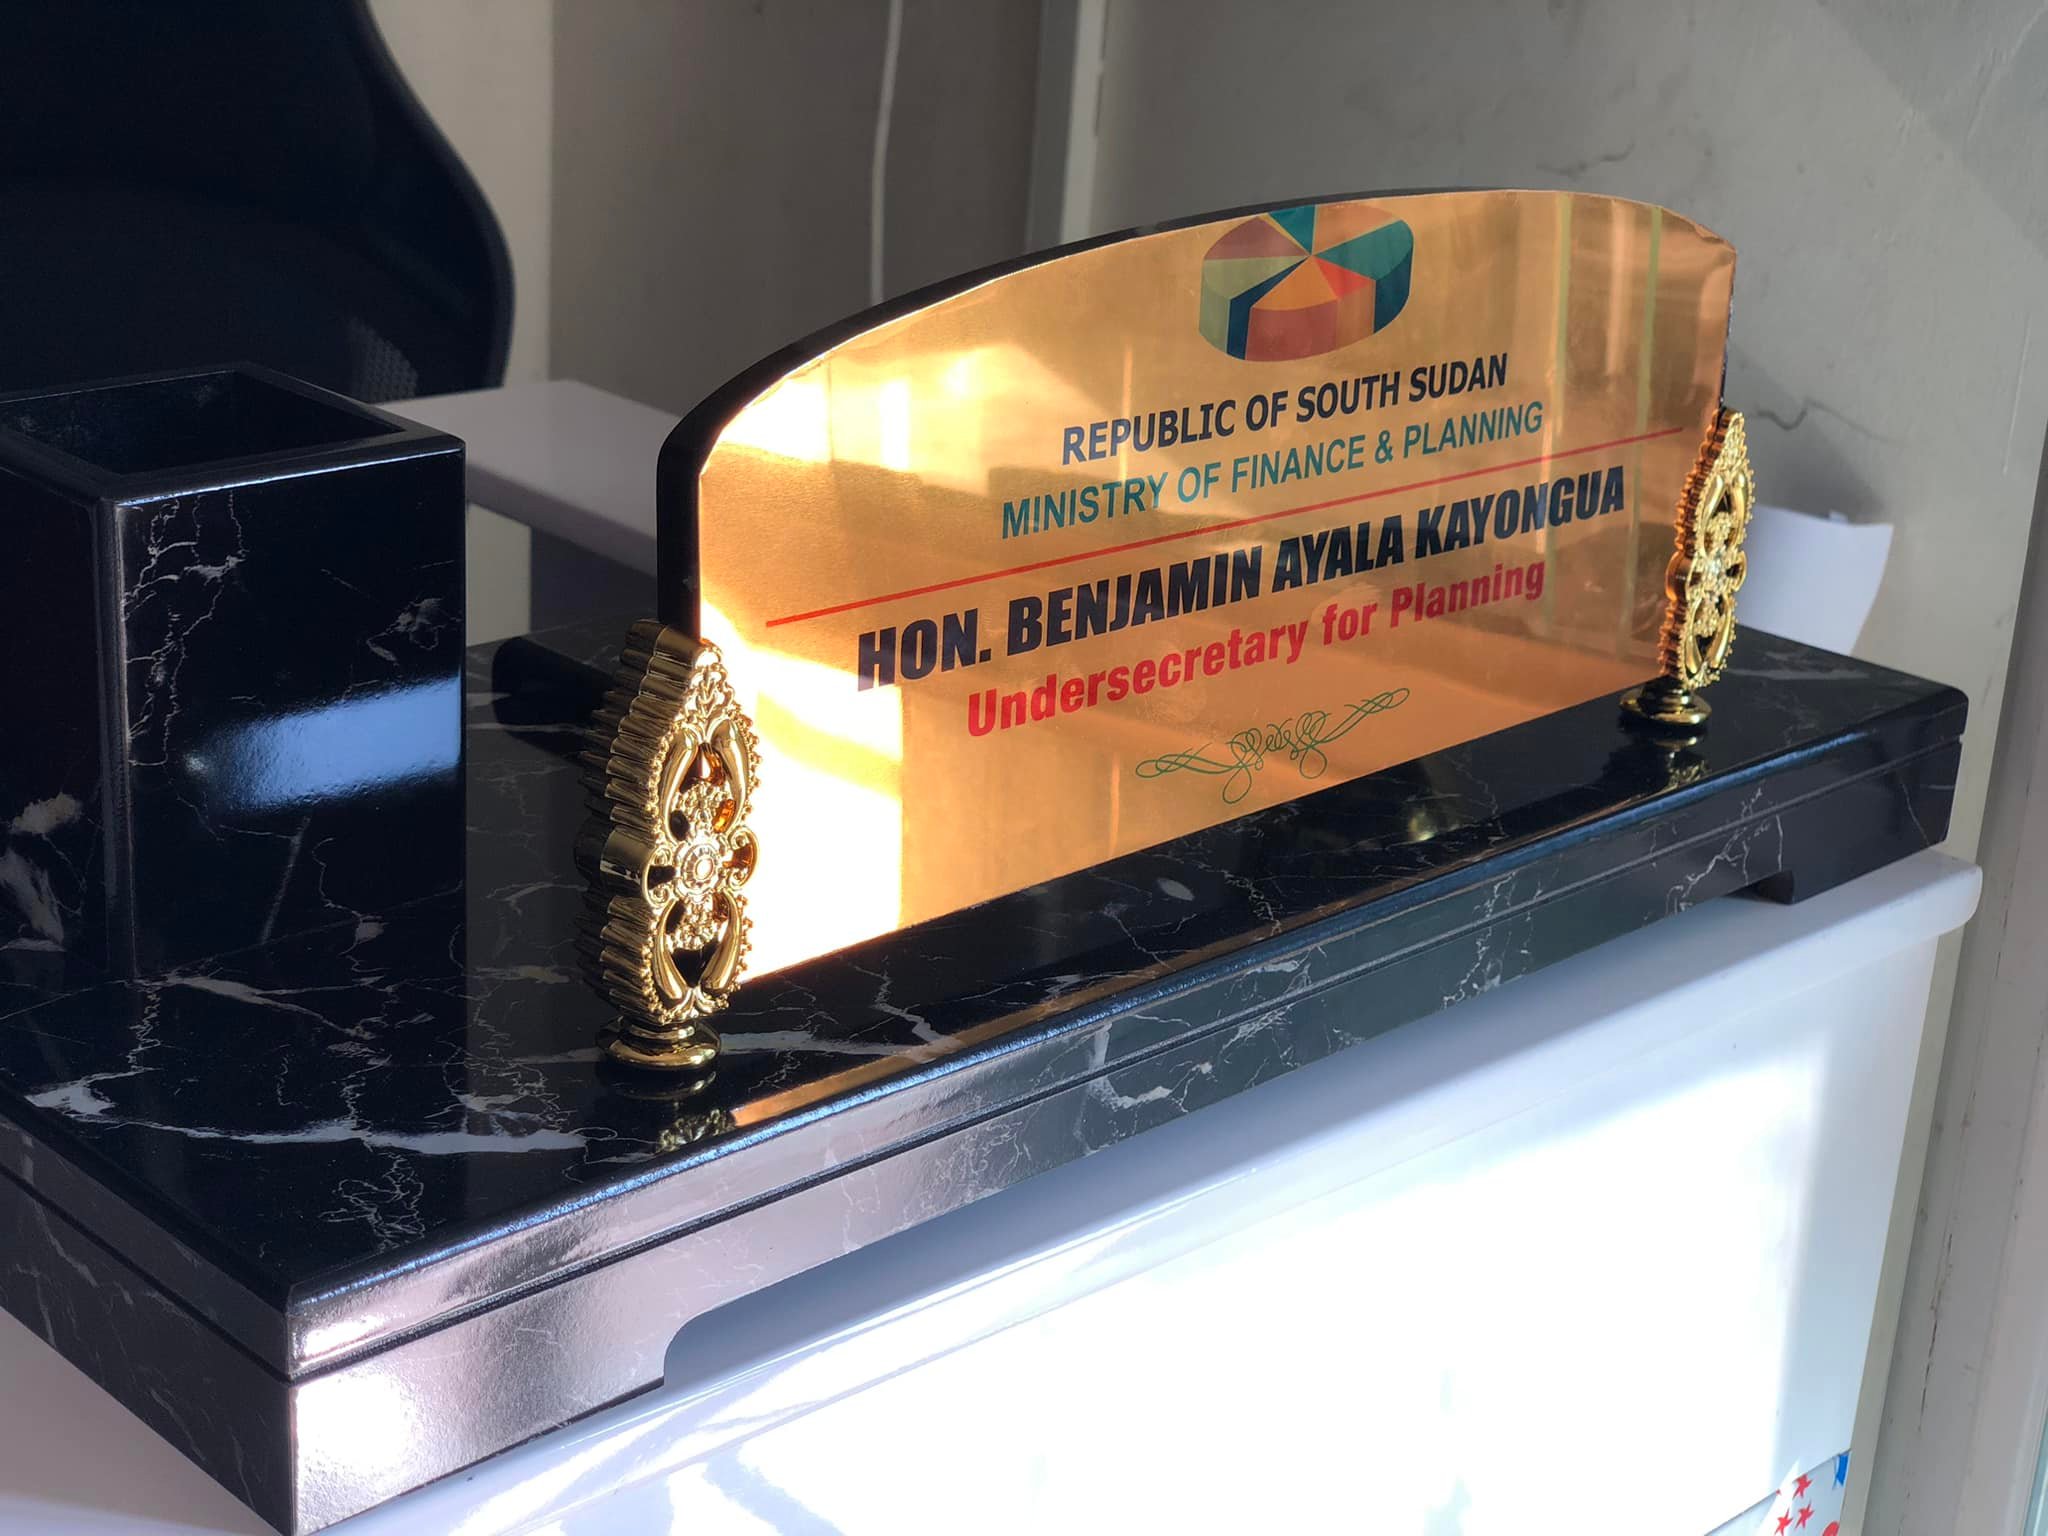 REPUBLIC OF SOUTH SUDAN
MINISTRY OF FINANCE & PLANNING
HON. BENJAMIN AYALA KAYONGUA
Undersecretary for Planning